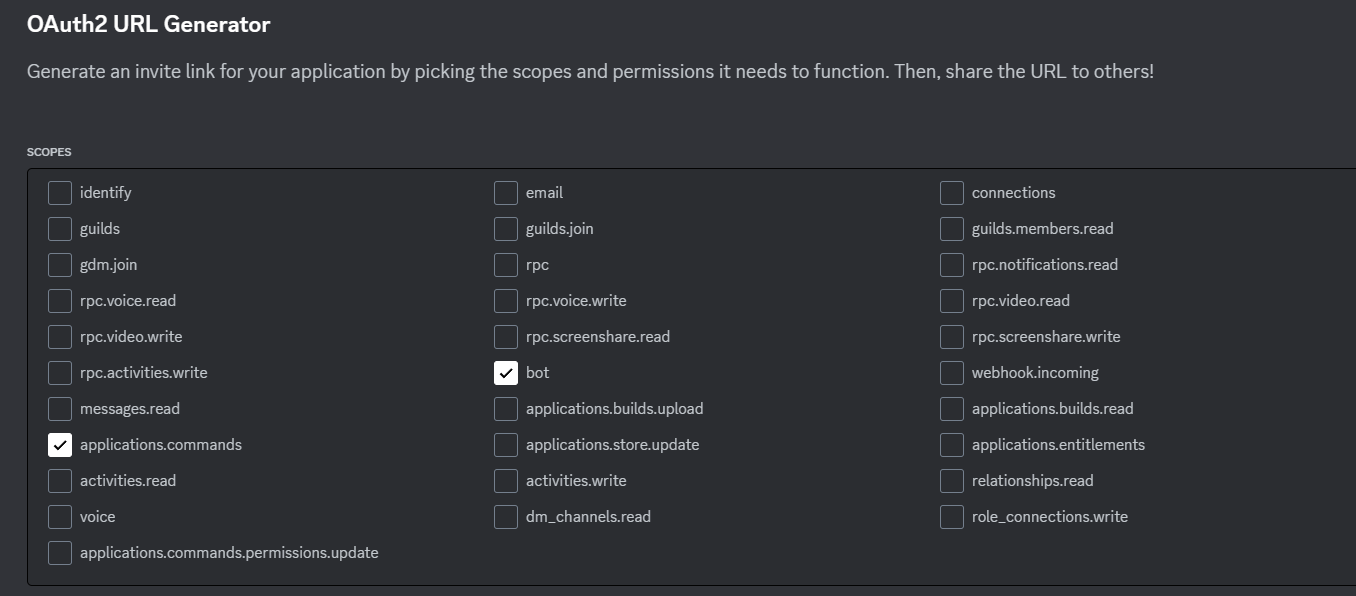 OAuth2 URL Generator
Generate an invite link for your application by picking the scopes and permissions it needs to function. Then, share the URL to others!
SCOPES
identify
email
connections
guilds
guilds.join
guilds.members.read
gdm.join
rpc
rpc.notifications.read
rpc.voice.read
rpc.voice.write
rpc.video.read
rpc.video.write
rpc.screenshare.read
rpc.screenshare.write
rpc.activities.write
bot
webhook.incoming
messages.read
applications.builds.upload
applications.builds.read
applications.commands
applications.store.update
applications.entitlements
activities.read
activities.write
relationships.read
voice
dm_channels.read
role_connections.write
applications.commands.permissions.update